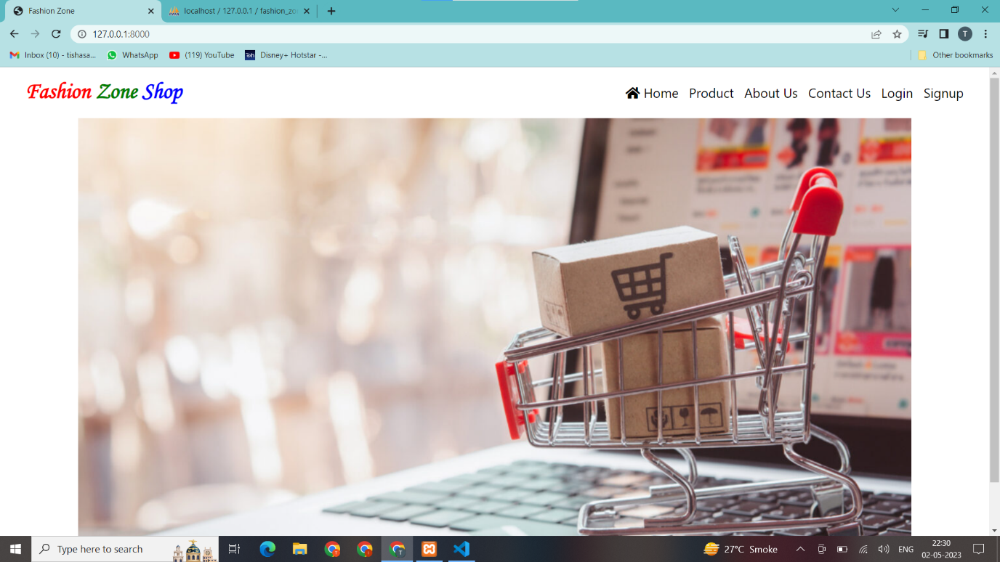 Fashion Zone
localhost / 127.0.0.1 / fashion_zo
127.0.0.1:8000
T
Inbox (10) - tishasa...
WhatsApp
(119) YouTube
Disney+ Hotstar -...
Other bookmarks
Fashion Zone Shop
Home Product About Us Contact Us Login Signup
Type here to search
27°C Smoke
ENG
22:30
02-05-2023